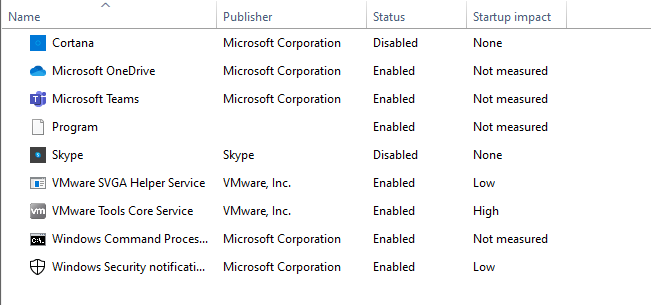 Name Publisher Status Startup impact
Cortana Microsoft Corporation Disabled None
Microsoft OneDrive Microsoft Corporation Enabled Not measured
Microsoft Teams Microsoft Corporation Enabled Not measured
Program Enabled Not measured
Skype Skype Disabled None
VMware SVGA Helper Service VMware, Inc. Enabled Low
vm VMware Tools Core Service VMware, Inc. Enabled High
C:\. Windows Command Proces... Microsoft Corporation Enabled Not measured
Windows Security notificati... Microsoft Corporation Enabled Low